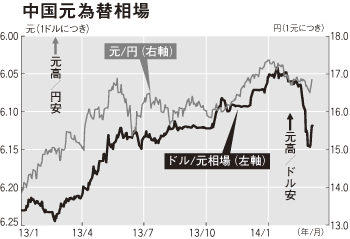 中国元為替相場
元(1ドルにつき)
円(1元につき)
6.00
6.05
6.10
6.15
6.20
6.25
18.0
17.0
16.0
15.0
14.0
13.0
元高/円安
元/円(右軸)
ドル/元相場(左軸)
元高/ドル安
13/1
13/4
13/7
13/10
14/1
(年/月)